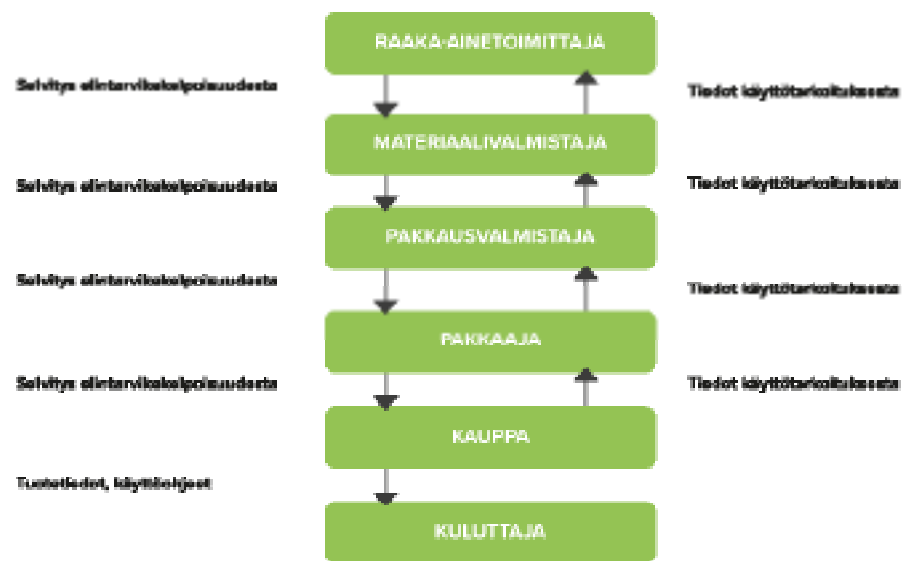 RAAKA-AINETOIMITTAJA
Selvitys elintarvikekelpoisuudesta
Tiedot käyttötarkoituksesta
MATERIAALIVALMISTAJA
Selvitys elintarvikekelpoisuudesta
Tiedot käyttötarkoituksesta
PAKKAUSVALMISTAJA
Selvitys elintarvikekelpoisuudesta
Tiedot käyttötarkoituksesta
PAKKAAJA
Selvitys elintarvikekelpoisuudesta
Tiedot käyttötarkoituksesta
KAUPPA
Tuotetiedot, käyttöohjeet
KULUTTAJA